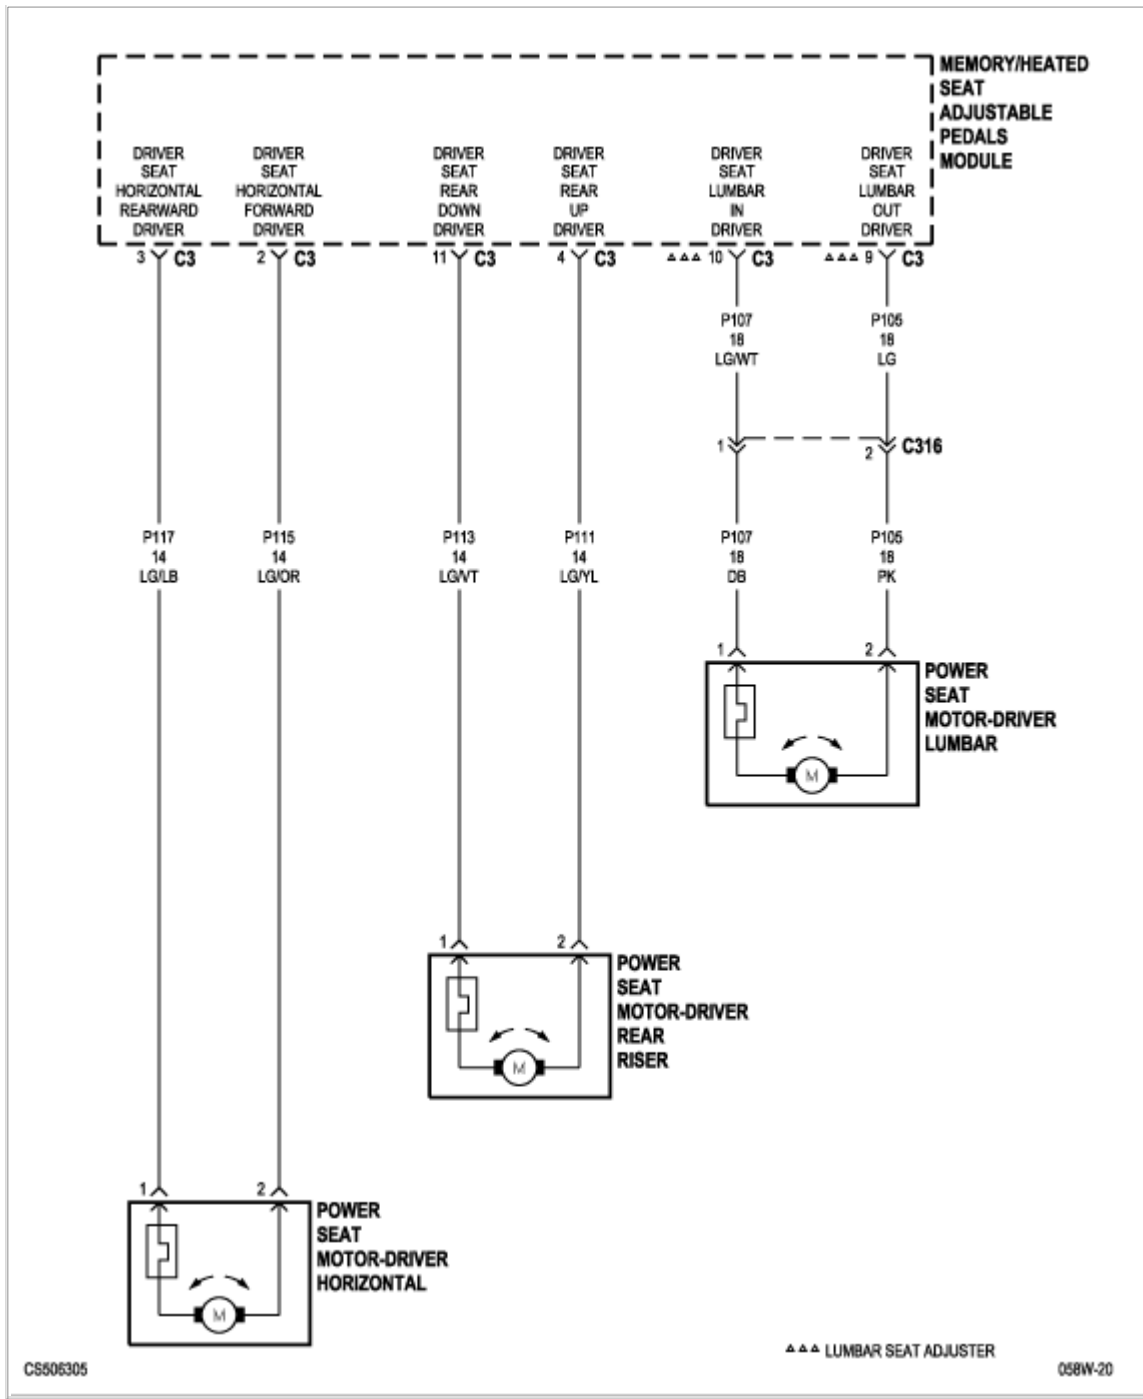 MEMORY/HEATED
SEAT
ADJUSTABLE
PEDALS
MODULE
DRIVER
SEAT
HORIZONTAL
REARWARD
DRIVER
DRIVER
SEAT
HORIZONTAL
FORWARD
DRIVER
DRIVER
SEAT
REAR
DOWN
DRIVER
DRIVER
SEAT
REAR
UP
DRIVER
DRIVER
SEAT
LUMBAR
IN
DRIVER
DRIVER
SEAT
LUMBAR
OUT
DRIVER
3 C3
2 C3
11 C3
4 C3
10 C3
9 C3
P107
18
LG/WT
P105
18
LG
1
2
C316
P117
14
LG/LB
P115
14
LG/OR
P113
14
LG/VT
P111
14
LG/YL
P107
18
DB
P105
18
PK
1
2
POWER
SEAT
MOTOR-DRIVER
LUMBAR
M
1
2
POWER
SEAT
MOTOR-DRIVER
REAR
RISER
M
1
2
POWER
SEAT
MOTOR-DRIVER
HORIZONTAL
M
LUMBAR SEAT ADJUSTER
CS506305
058W-20